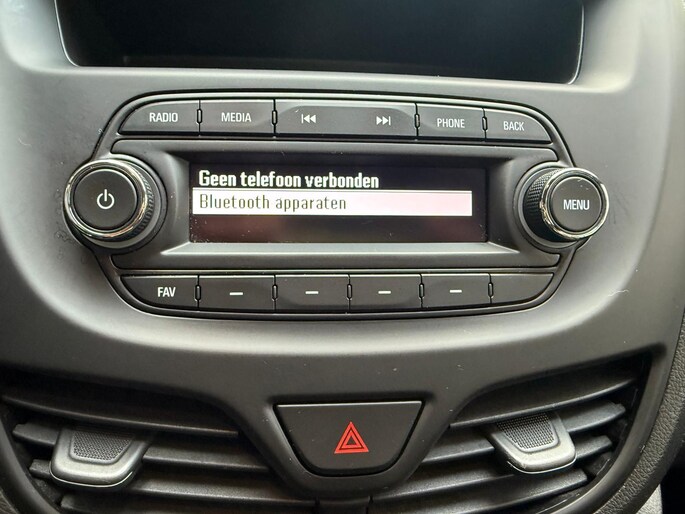 RADIO MEDIA PHONE BACK
Geen telefoon verbonden
Bluetooth apparaten
MENU
FAV